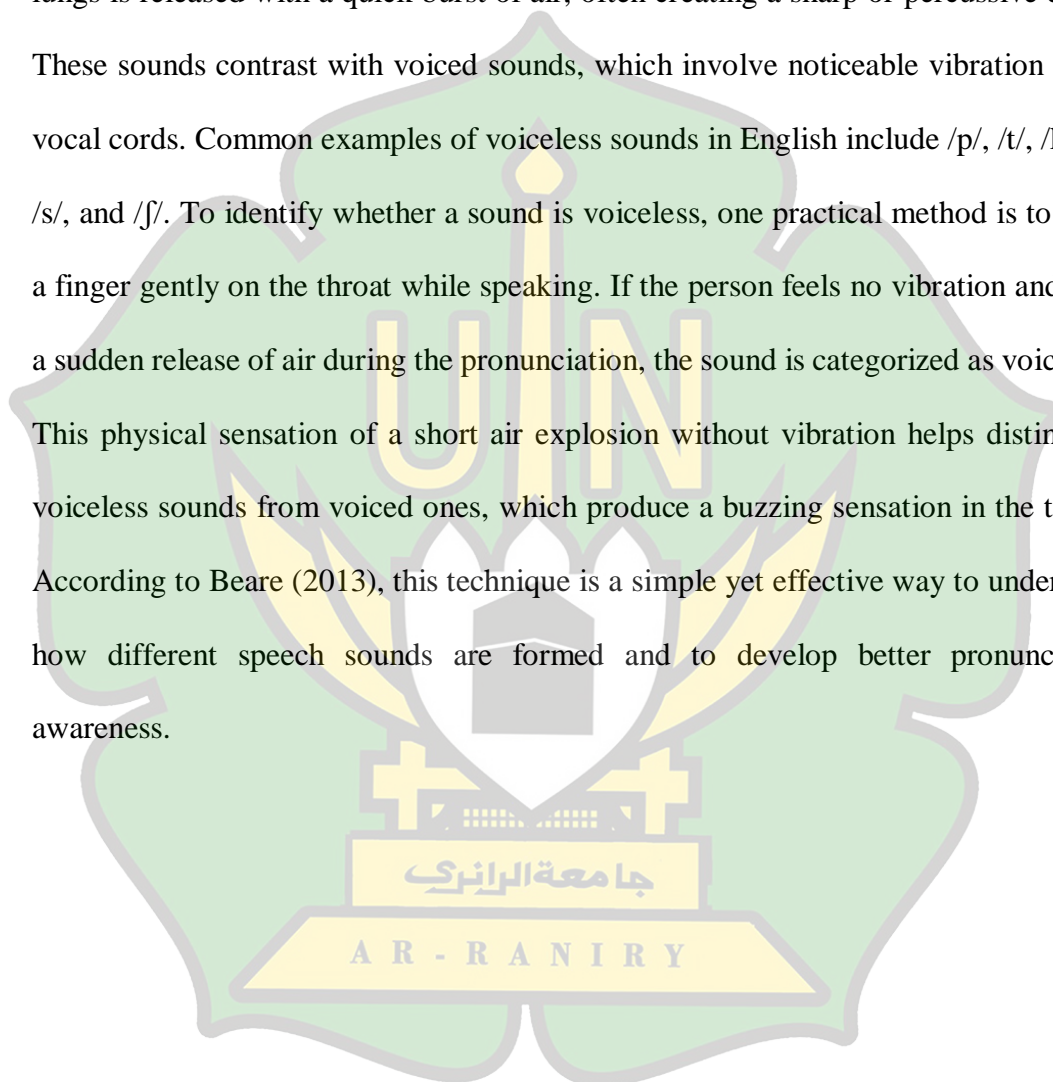 lungs is released with a quick burst of air, often creating a sharp or percussive
These sounds contrast with voiced sounds, which involve noticeable vibration
vocal cords. Common examples of voiceless sounds in English include /p/, /t/,
/s/, and /ʃ/. To identify whether a sound is voiceless, one practical method is to
a finger gently on the throat while speaking. If the person feels no vibration and
a sudden release of air during the pronunciation, the sound is categorized as
This physical sensation of a short air explosion without vibration helps
voiceless sounds from voiced ones, which produce a buzzing sensation in the
According to Beare (2013), this technique is a simple yet effective way to
how different speech sounds are formed and to develop better
awareness.
UIN
جامعة الرانري
AR-RANIRY